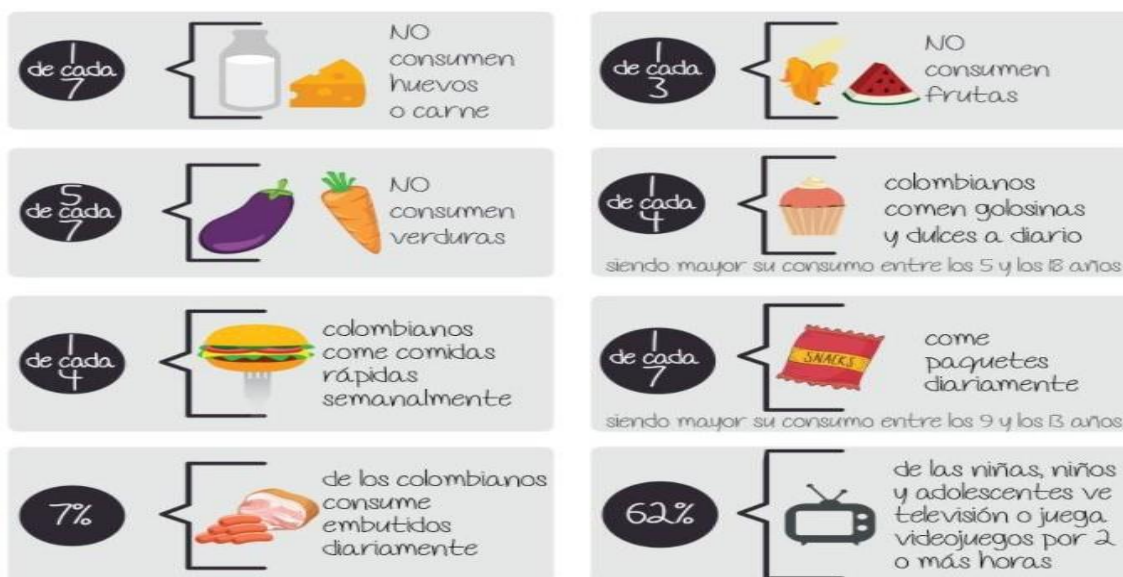 1
de cada
7
NO
consumen
huevos
o carne
1
de cada
3
NO
consumen
frutas
5
de cada
7
NO
consumen
verduras
1
de cada
4
colombianos
comen golosinas
y dulces a diario
siendo mayor su consumo entre los 5 y los 18 años
1
de cada
4
colombianos
come comidas
rápidas
semanalmente
1
de cada
7
SNACKS
come
paquetes
diariamente
siendo mayor su consumo entre los 9 y los 13 años
7%
de los colombianos
consume
embutidos
diariamente
62%
de las niñas, niños
y adolescentes ve
televisión o juega
videojuegos por 2
o más horas